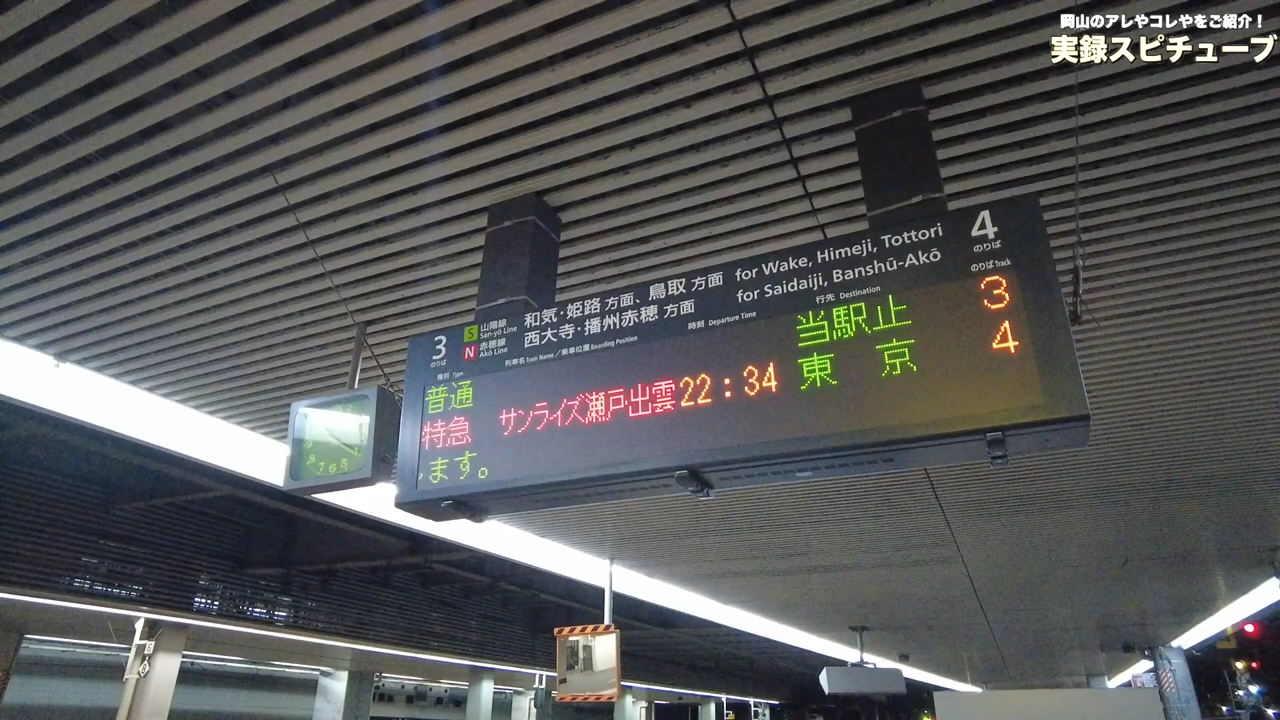 岡山のアレやコレやをご紹介！
実録スピチューブ
3 のりば
S 山陽線 San-yō Line
N 赤穂線 Akō Line
和気・姫路方面、鳥取方面 for Wake, Himeji, Tottori
西大寺・播州赤穂方面 for Saidaiji, Banshū-Akō
4 のりば
種別 Type 列車名 Train Name／乗車位置 Boarding Position 時刻 Departure Time 行先 Destination のりば Track
普通 当駅止 3
特急 サンライズ瀬戸出雲 22:34 東京 4
ます。
8 7 6 5